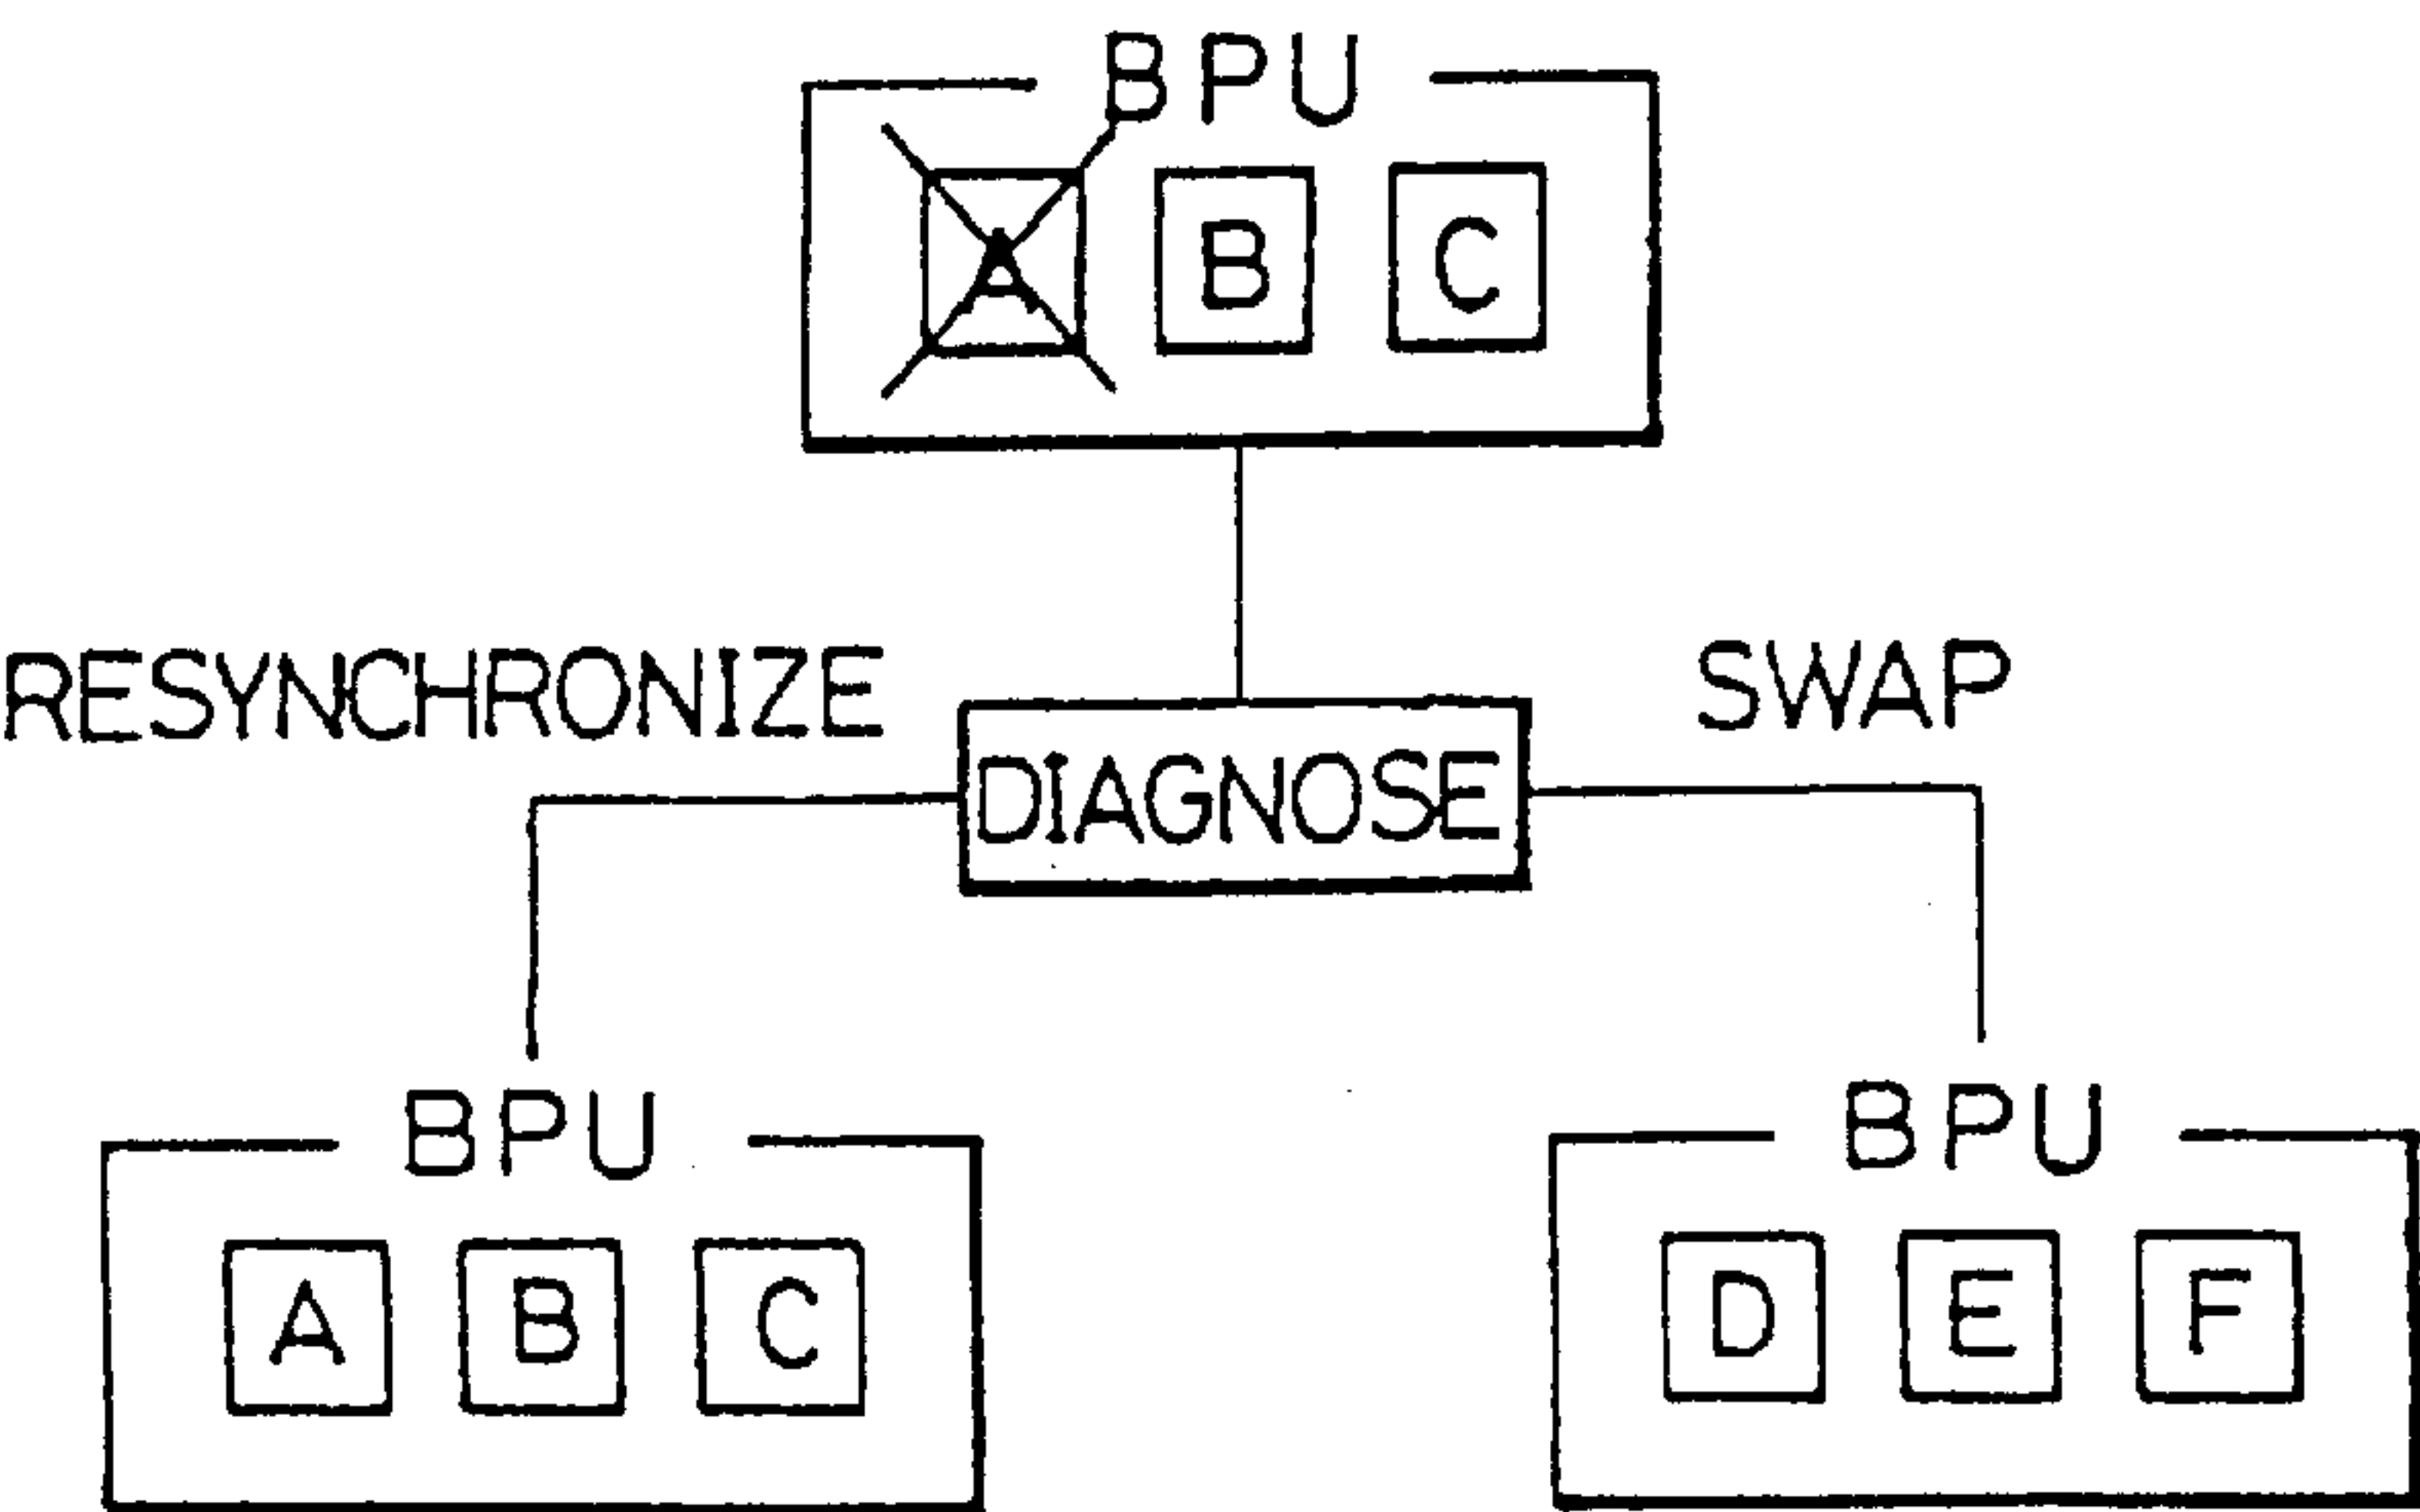 BPU
A B C
RESYNCHRONIZE
SWAP
DIAGNOSE
BPU
A B C
BPU
D E F